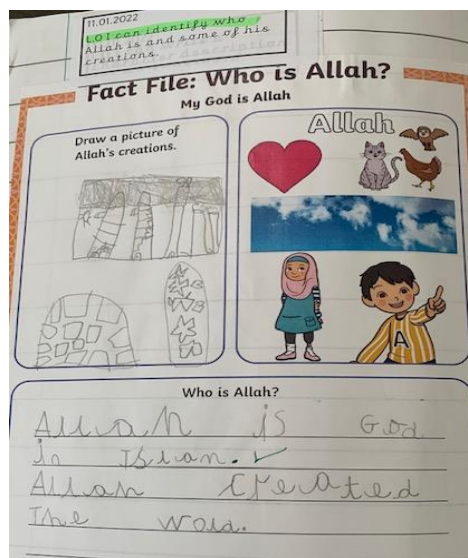 11.01.2022
L.O I can identify who
Allah is and some of his
creations.
Fact File: Who is Allah?
My God is Allah
Draw a picture of
Allah's creations.
Allah
A
Who is Allah?
Allah is God
in Islam.
Allah Created
The